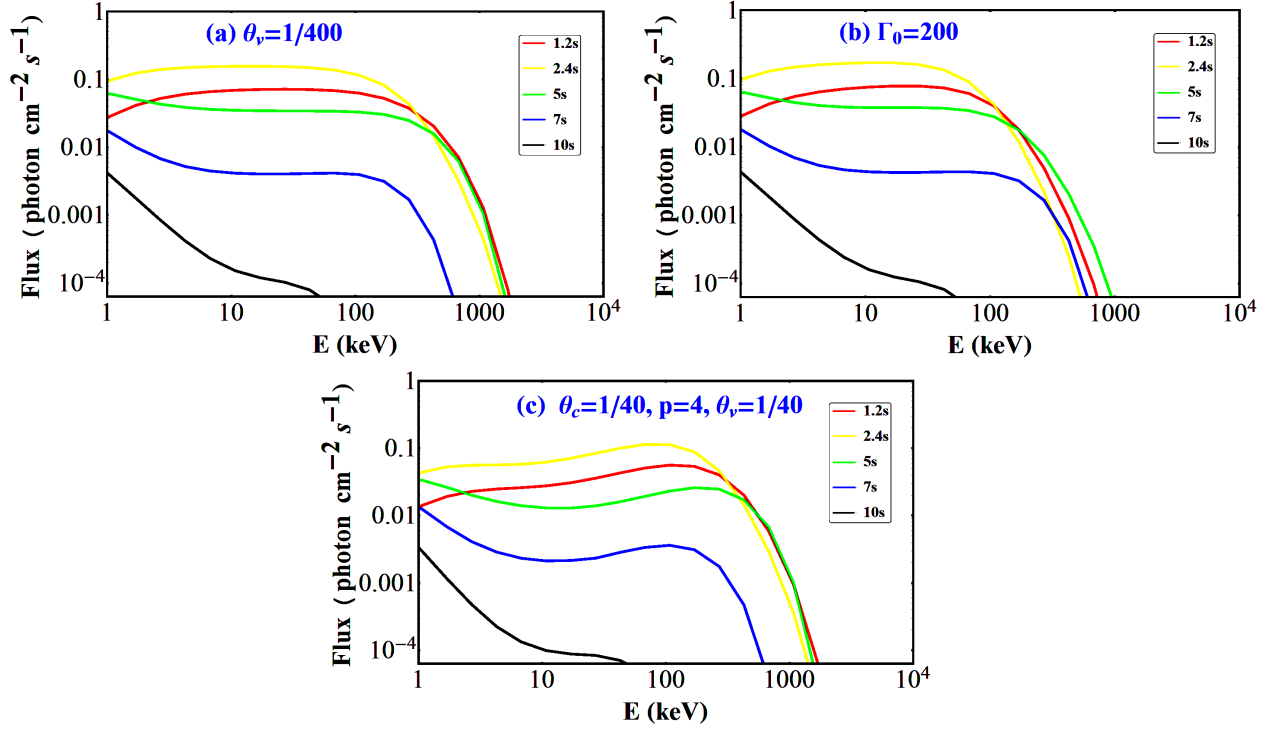 (a) θᵥ=1/400
Flux ( photon cm⁻² s⁻¹)
1
0.1
0.01
0.001
10⁻⁴
1.2s
2.4s
5s
7s
10s
1 10 100 1000 10⁴
E (keV)
(b) Γ₀=200
Flux ( photon cm⁻² s⁻¹)
1
0.1
0.01
0.001
10⁻⁴
1.2s
2.4s
5s
7s
10s
1 10 100 1000 10⁴
E (keV)
(c) θ_c=1/40, p=4, θᵥ=1/40
Flux ( photon cm⁻² s⁻¹)
1
0.1
0.01
0.001
10⁻⁴
1.2s
2.4s
5s
7s
10s
1 10 100 1000 10⁴
E (keV)